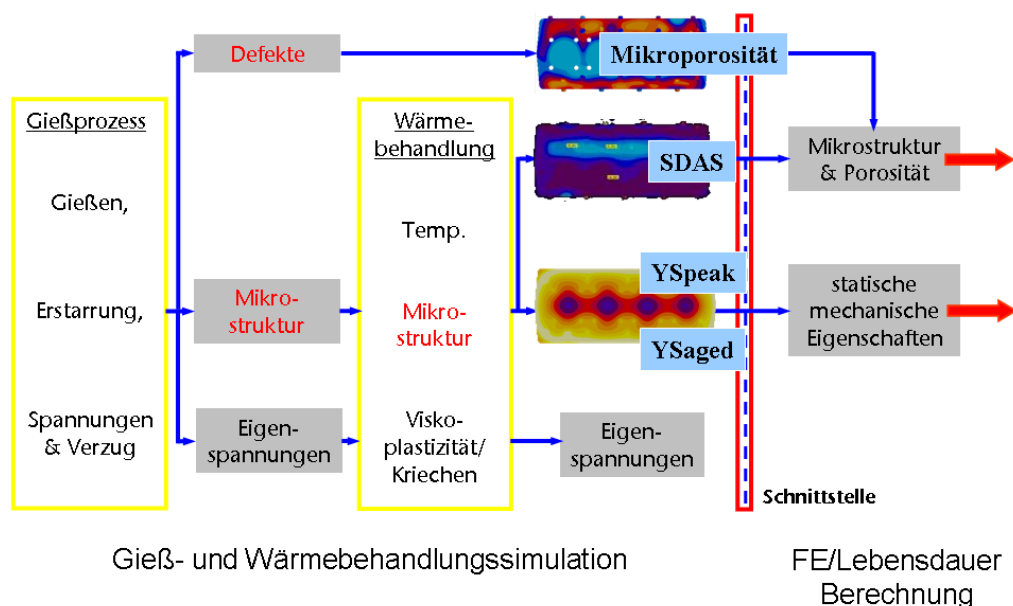 Defekte
Mikroporosität
Gießprozess
Gießen,
Erstarrung,
Spannungen
& Verzug
Mikro-
struktur
Eigen-
spannungen
Wärme-
behandlung
Temp.
Mikro-
struktur
Visko-
plastizität/
Kriechen
SDAS
YSpeak
YSaged
Eigen-
spannungen
Mikrostruktur
& Porosität
statische
mechanische
Eigenschaften
Schnittstelle
Gieß- und Wärmebehandlungssimulation
FE/Lebensdauer
Berechnung